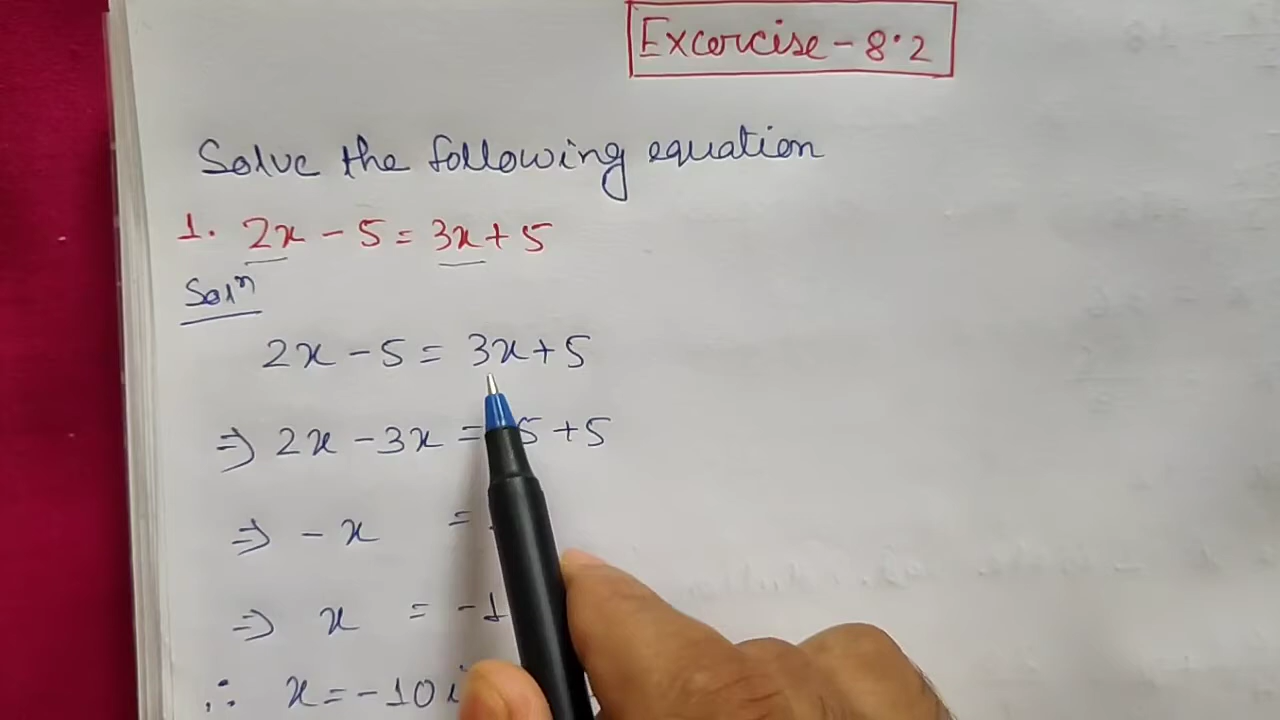 Excercise - 8.2
Solve the following equation
1. 2x - 5 = 3x + 5
Solⁿ
2x - 5 = 3x + 5
⇒ 2x - 3x = 5 + 5
⇒ - x =
⇒ x = -1
∴ x = -10